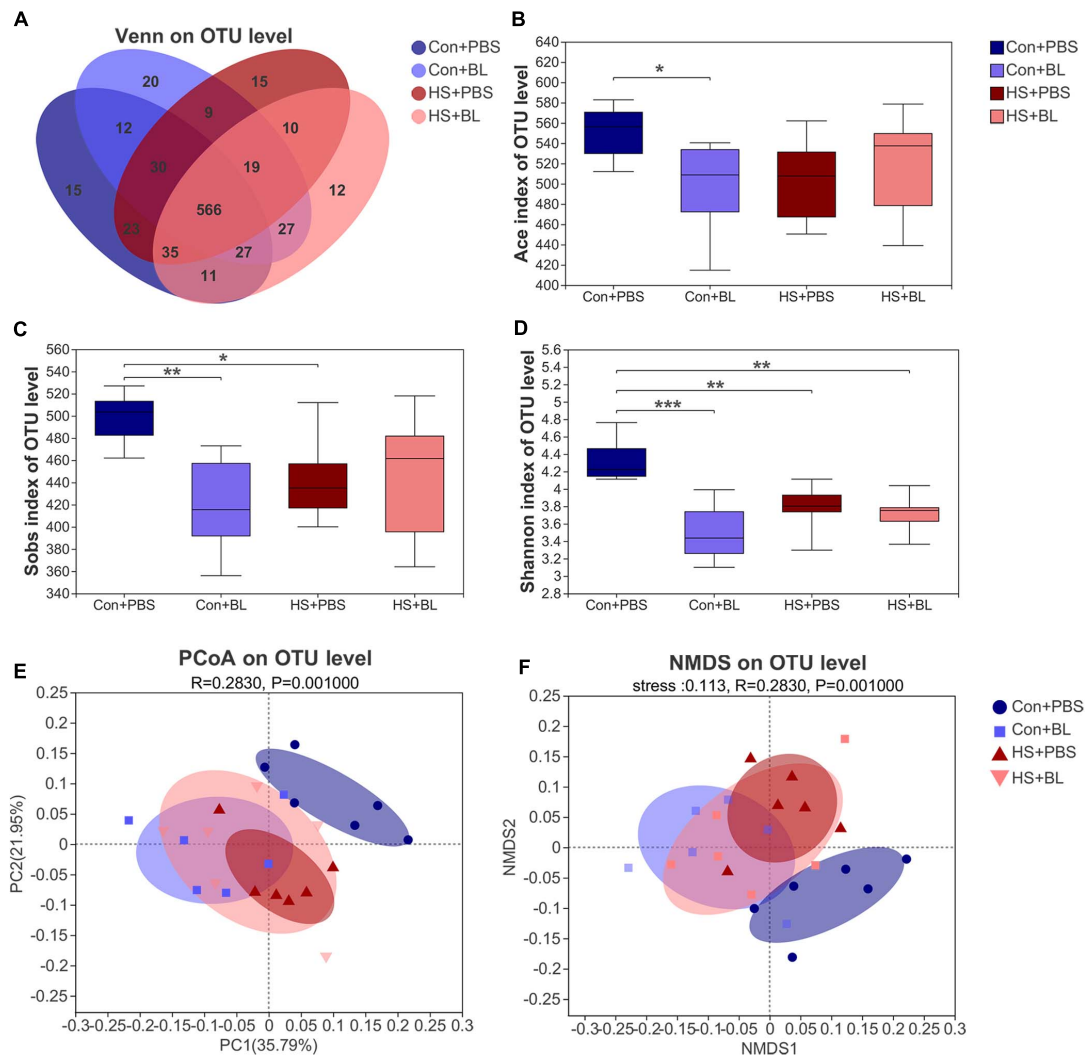 A
Venn on OTU level
Con+PBS
Con+BL
HS+PBS
HS+BL
20
15
12
9
10
15
30
19
12
566
23
35
27
27
11
B
Ace index of OTU level
640
620
600
580
560
540
520
500
480
460
440
420
400
*
Con+PBS
Con+BL
HS+PBS
HS+BL
Con+PBS
Con+BL
HS+PBS
HS+BL
C
Sobs index of OTU level
560
540
520
500
480
460
440
420
400
380
360
340
*
**
Con+PBS
Con+BL
HS+PBS
HS+BL
D
Shannon index of OTU level
5.6
5.4
5.2
5
4.8
4.6
4.4
4.2
4
3.8
3.6
3.4
3.2
3
2.8
**
**
***
Con+PBS
Con+BL
HS+PBS
HS+BL
E
PCoA on OTU level
R=0.2830, P=0.001000
PC2(21.95%)
0.25
0.2
0.15
0.1
0.05
0
-0.05
-0.1
-0.15
-0.2
-0.25
-0.3 -0.25 -0.2 -0.15 -0.1 -0.05 0 0.05 0.1 0.15 0.2 0.25 0.3
PC1(35.79%)
F
NMDS on OTU level
stress :0.113, R=0.2830, P=0.001000
NMDS2
0.25
0.2
0.15
0.1
0.05
0
-0.05
-0.1
-0.15
-0.2
-0.25
-0.3 -0.25 -0.2 -0.15 -0.1 -0.05 0 0.05 0.1 0.15 0.2 0.25 0.3
NMDS1
Con+PBS
Con+BL
HS+PBS
HS+BL